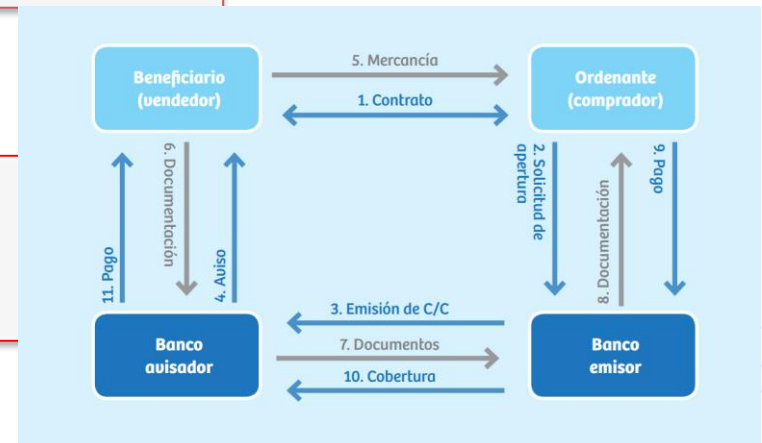 5. Mercancía
Beneficiario
(vendedor)
Ordenante
(comprador)
1. Contrato
6. Documentación
2. Solicitud de
apertura
9. Pago
11. Pago
4. Aviso
8. Documentación
3. Emisión de C/C
Banco
avisador
7. Documentos
Banco
emisor
10. Cobertura